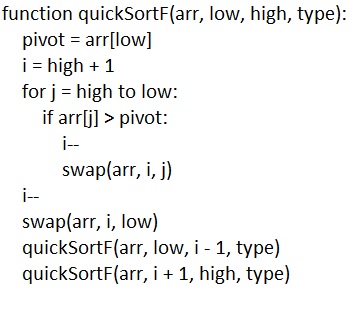 function quickSortF(arr, low, high, type):
pivot = arr[low]
i = high + 1
for j = high to low:
if arr[j] > pivot:
i--
swap(arr, i, j)
i--
swap(arr, i, low)
quickSortF(arr, low, i - 1, type)
quickSortF(arr, i + 1, high, type)